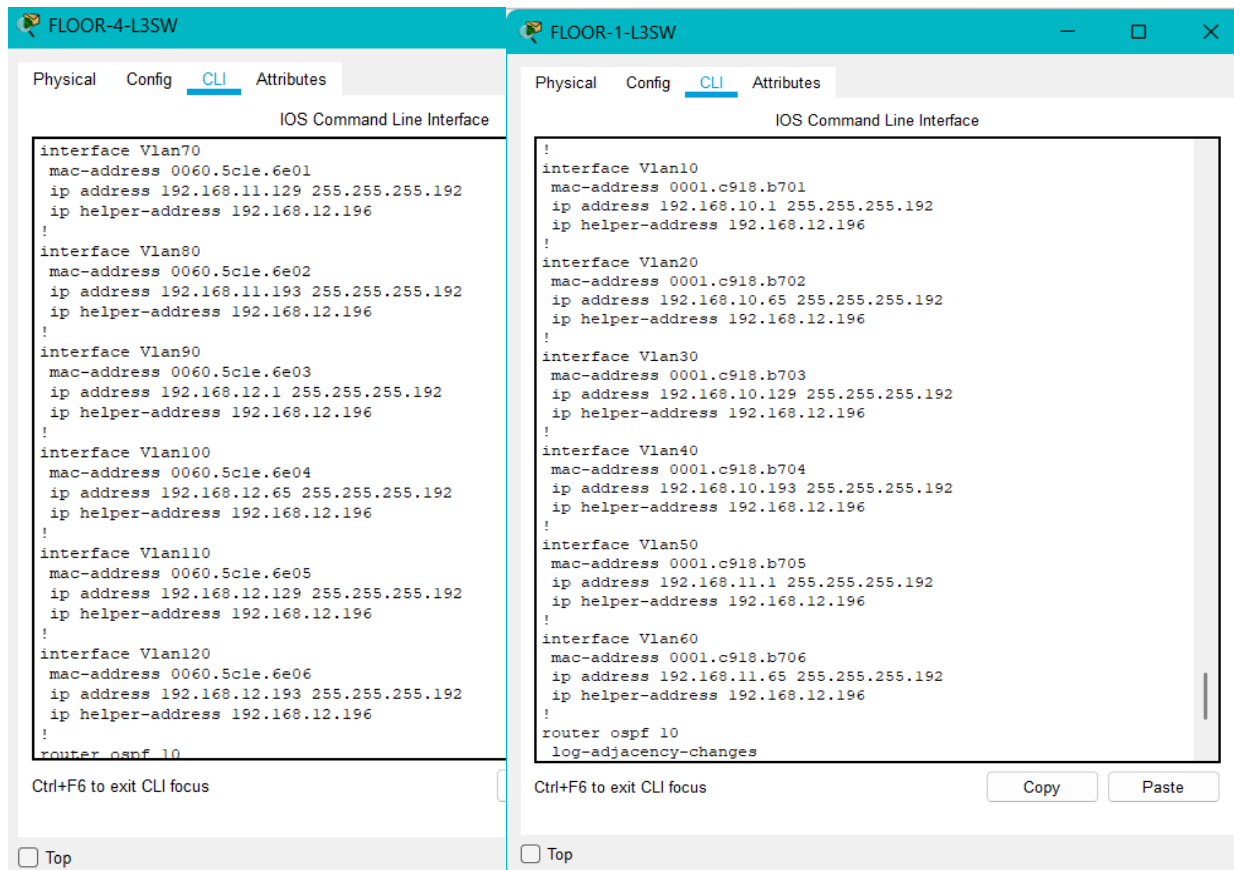 FLOOR-4-L3SW
Physical Config CLI Attributes
IOS Command Line Interface
interface Vlan70
mac-address 0060.5c1e.6e01
ip address 192.168.11.129 255.255.255.192
ip helper-address 192.168.12.196
!
interface Vlan80
mac-address 0060.5c1e.6e02
ip address 192.168.11.193 255.255.255.192
ip helper-address 192.168.12.196
!
interface Vlan90
mac-address 0060.5c1e.6e03
ip address 192.168.12.1 255.255.255.192
ip helper-address 192.168.12.196
!
interface Vlan100
mac-address 0060.5c1e.6e04
ip address 192.168.12.65 255.255.255.192
ip helper-address 192.168.12.196
!
interface Vlan110
mac-address 0060.5c1e.6e05
ip address 192.168.12.129 255.255.255.192
ip helper-address 192.168.12.196
!
interface Vlan120
mac-address 0060.5c1e.6e06
ip address 192.168.12.193 255.255.255.192
ip helper-address 192.168.12.196
!
router ospf 10
Ctrl+F6 to exit CLI focus
Top
FLOOR-1-L3SW
Physical Config CLI Attributes
IOS Command Line Interface
!
interface Vlan10
mac-address 0001.c918.b701
ip address 192.168.10.1 255.255.255.192
ip helper-address 192.168.12.196
!
interface Vlan20
mac-address 0001.c918.b702
ip address 192.168.10.65 255.255.255.192
ip helper-address 192.168.12.196
!
interface Vlan30
mac-address 0001.c918.b703
ip address 192.168.10.129 255.255.255.192
ip helper-address 192.168.12.196
!
interface Vlan40
mac-address 0001.c918.b704
ip address 192.168.10.193 255.255.255.192
ip helper-address 192.168.12.196
!
interface Vlan50
mac-address 0001.c918.b705
ip address 192.168.11.1 255.255.255.192
ip helper-address 192.168.12.196
!
interface Vlan60
mac-address 0001.c918.b706
ip address 192.168.11.65 255.255.255.192
ip helper-address 192.168.12.196
!
router ospf 10
log-adjacency-changes
Ctrl+F6 to exit CLI focus
Copy Paste
Top